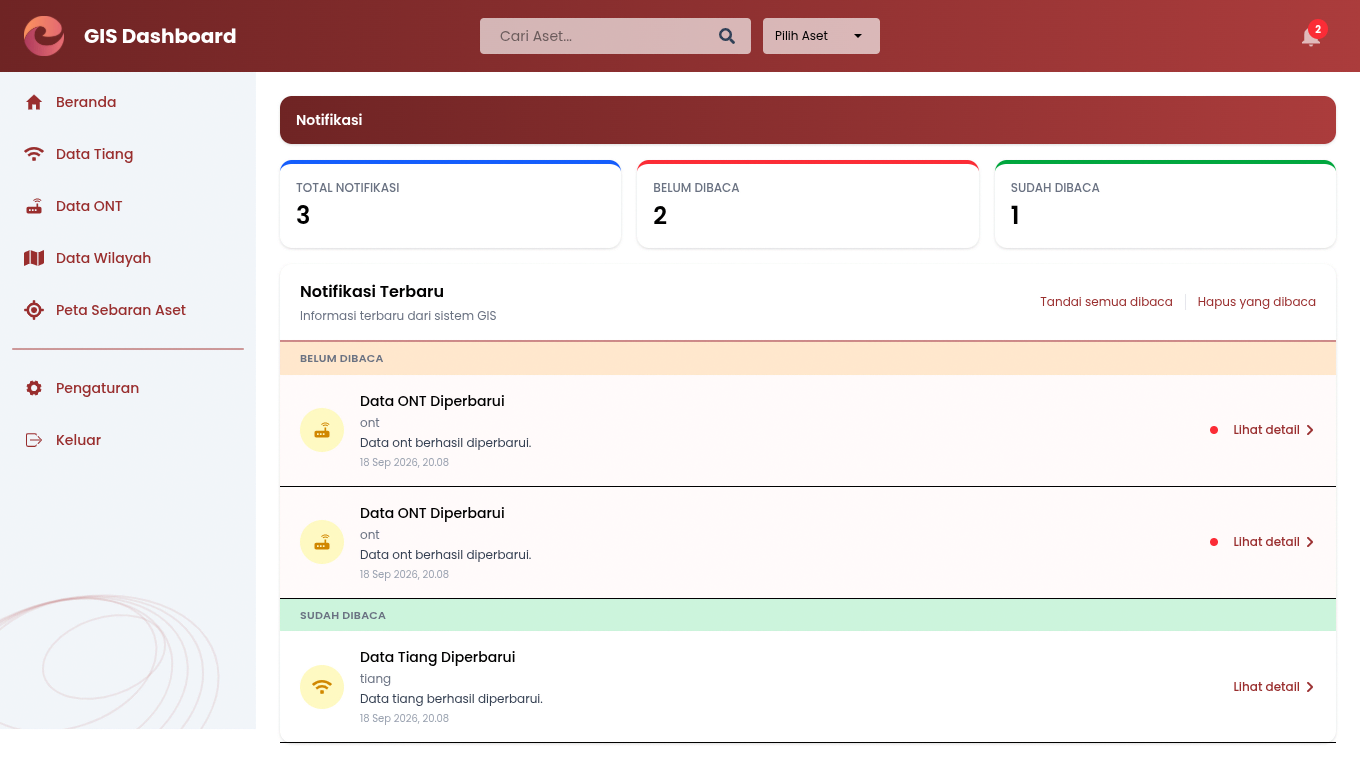 GIS Dashboard
Cari Aset...
Pilih Aset
2
Beranda
Data Tiang
Data ONT
Data Wilayah
Peta Sebaran Aset
Pengaturan
Keluar
Notifikasi
TOTAL NOTIFIKASI
3
BELUM DIBACA
2
SUDAH DIBACA
1
Notifikasi Terbaru
Informasi terbaru dari sistem GIS
Tandai semua dibaca
Hapus yang dibaca
BELUM DIBACA
Data ONT Diperbarui
ont
Data ont berhasil diperbarui.
18 Sep 2026, 20.08
Lihat detail
Data ONT Diperbarui
ont
Data ont berhasil diperbarui.
18 Sep 2026, 20.08
Lihat detail
SUDAH DIBACA
Data Tiang Diperbarui
tiang
Data tiang berhasil diperbarui.
18 Sep 2026, 20.08
Lihat detail